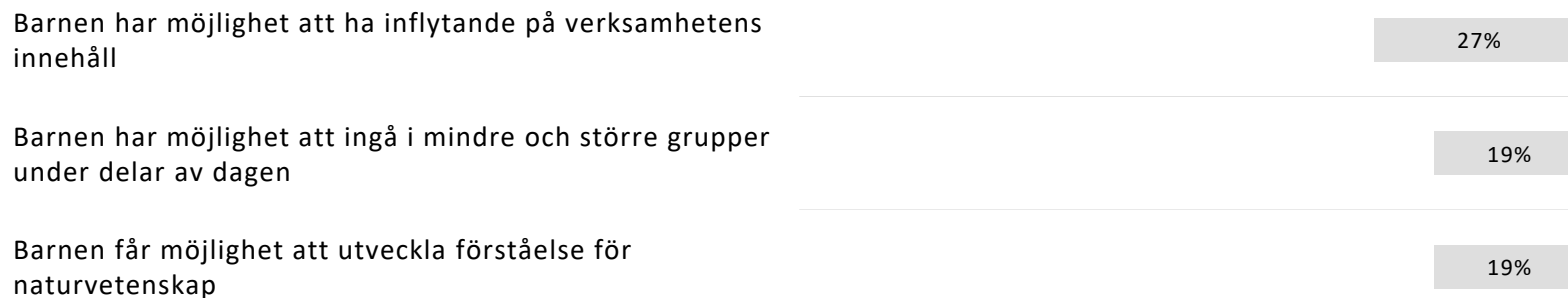 Barnen har möjlighet att ha inflytande på verksamhetens
innehåll
27%
Barnen har möjlighet att ingå i mindre och större grupper
under delar av dagen
19%
Barnen får möjlighet att utveckla förståelse för
naturvetenskap
19%